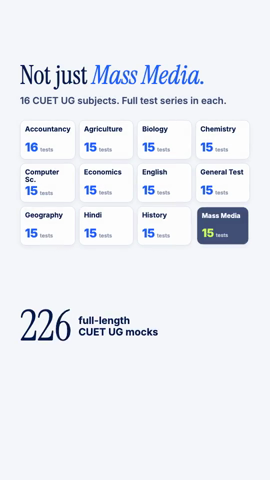 Not just Mass Media.
16 CUET UG subjects. Full test series in each.
Accountancy
16 tests
Agriculture
15 tests
Biology
15 tests
Chemistry
15 tests
Computer
Sc.
15 tests
Economics
15 tests
English
15 tests
General Test
15 tests
Geography
15 tests
Hindi
15 tests
History
15 tests
Mass Media
15 tests
226
full-length
CUET UG mocks